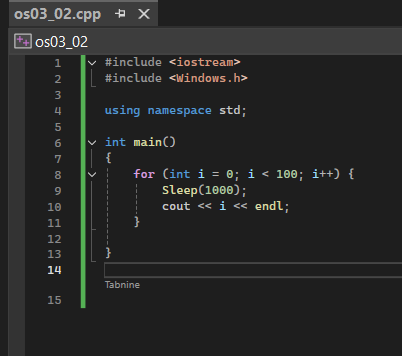 os03_02.cpp
os03_02
1 #include <iostream>
2 #include <Windows.h>
3
4 using namespace std;
5
6 int main()
7 {
8 for (int i = 0; i < 100; i++) {
9 Sleep(1000);
10 cout << i << endl;
11 }
12
13 }
14
Tabnine
15